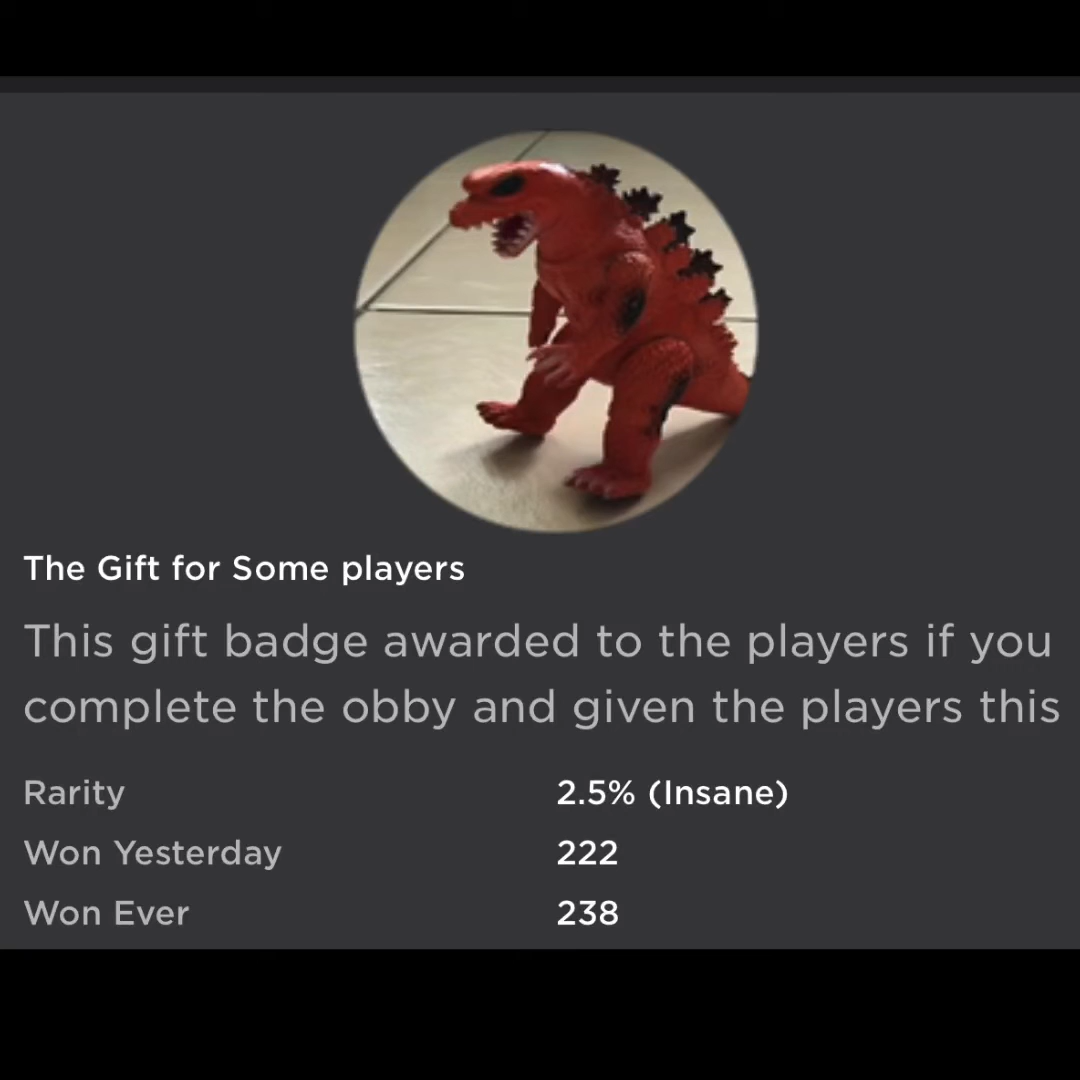 The Gift for Some players
This gift badge awarded to the players if you
complete the obby and given the players this
Rarity 2.5% (Insane)
Won Yesterday 222
Won Ever 238